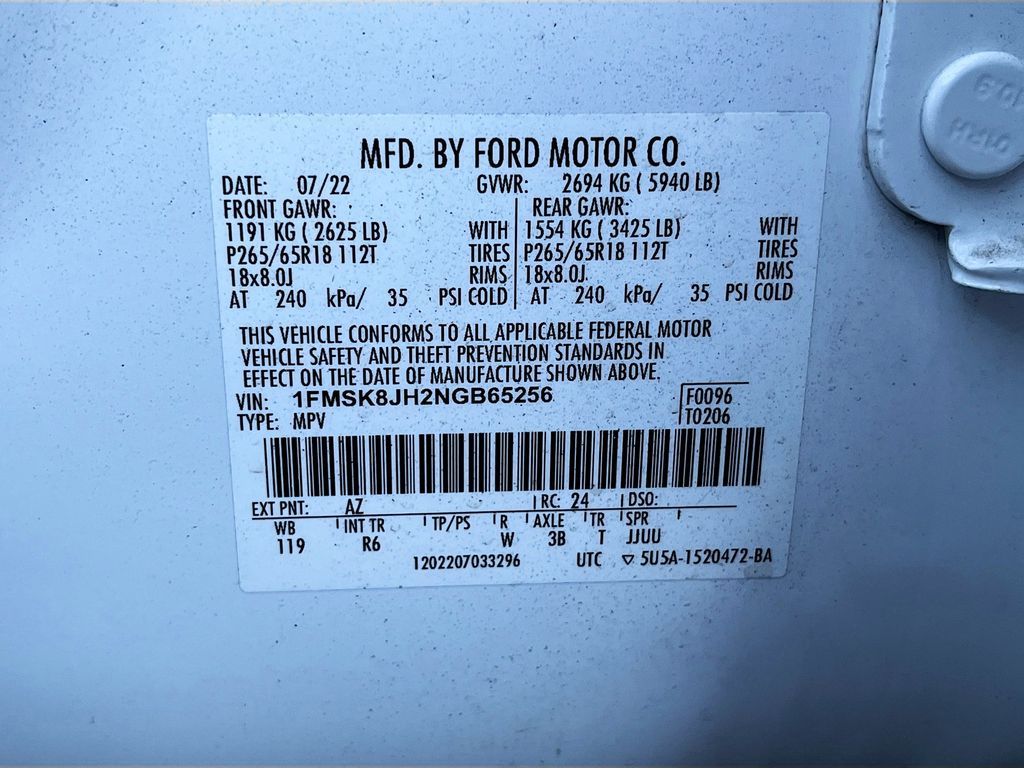 MFD. BY FORD MOTOR CO.
DATE: 07/22 GVWR: 2694 KG ( 5940 LB)
FRONT GAWR: REAR GAWR:
1191 KG ( 2625 LB) WITH 1554 KG ( 3425 LB) WITH
P265/65R18 112T TIRES P265/65R18 112T TIRES
18x8.0J RIMS 18x8.0J RIMS
AT 240 kPa/ 35 PSI COLD AT 240 kPa/ 35 PSI COLD
THIS VEHICLE CONFORMS TO ALL APPLICABLE FEDERAL MOTOR
VEHICLE SAFETY AND THEFT PREVENTION STANDARDS IN
EFFECT ON THE DATE OF MANUFACTURE SHOWN ABOVE.
VIN: 1FMSK8JH2NGB65256 F0096
TYPE: MPV T0206
EXT PNT: AZ RC: 24 DSO:
WB INT TR TP/PS R AXLE TR SPR
119 R6 W 3B T JJUU
1202207033296 UTC ▽ 5U5A-1520472-BA
10.9